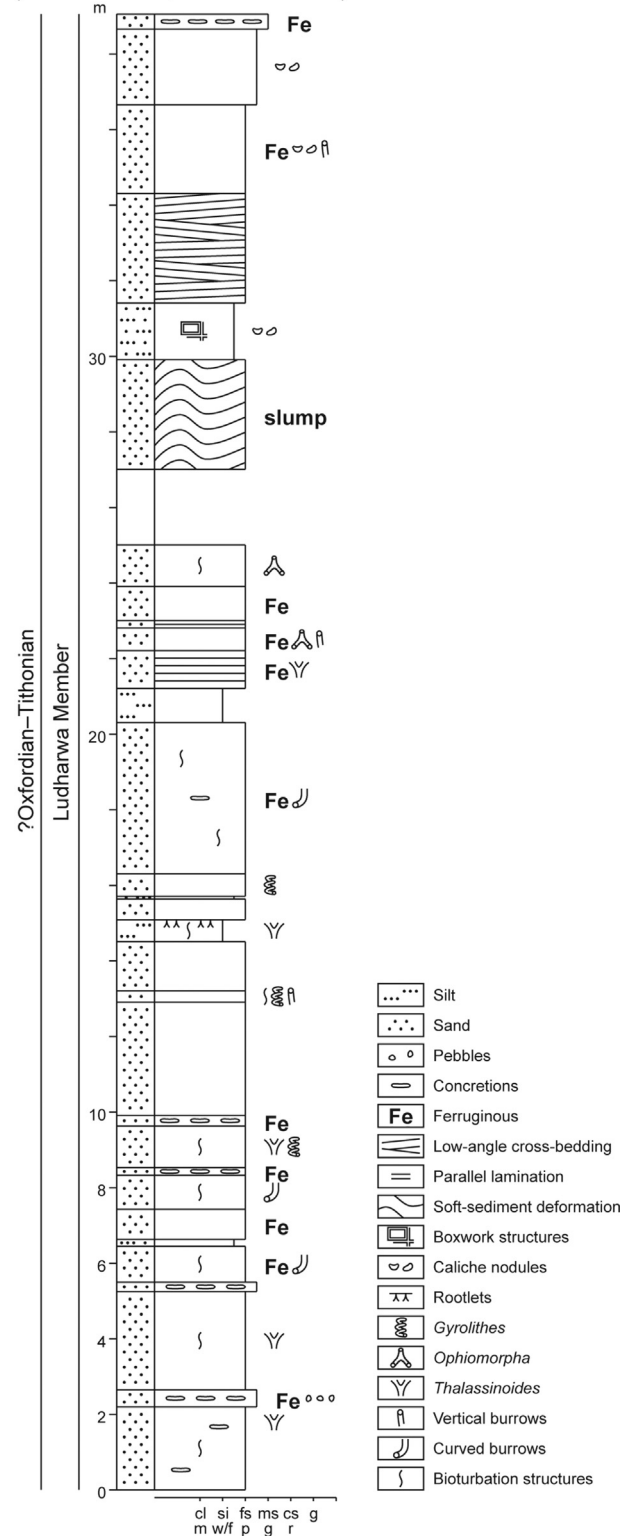 m
Fe
Fe
30
slump
Fe
Fe
Fe
20
Fe
10
Fe
Fe
8
Fe
6
Fe
4
Fe
2
0
?Oxfordian–Tithonian
Ludharwa Member
cl si fs ms cs g
m w/f p g r
Silt
Sand
Pebbles
Concretions
Fe Ferruginous
Low-angle cross-bedding
Parallel lamination
Soft-sediment deformation
Boxwork structures
Caliche nodules
Rootlets
Gyrolithes
Ophiomorpha
Thalassinoides
Vertical burrows
Curved burrows
Bioturbation structures